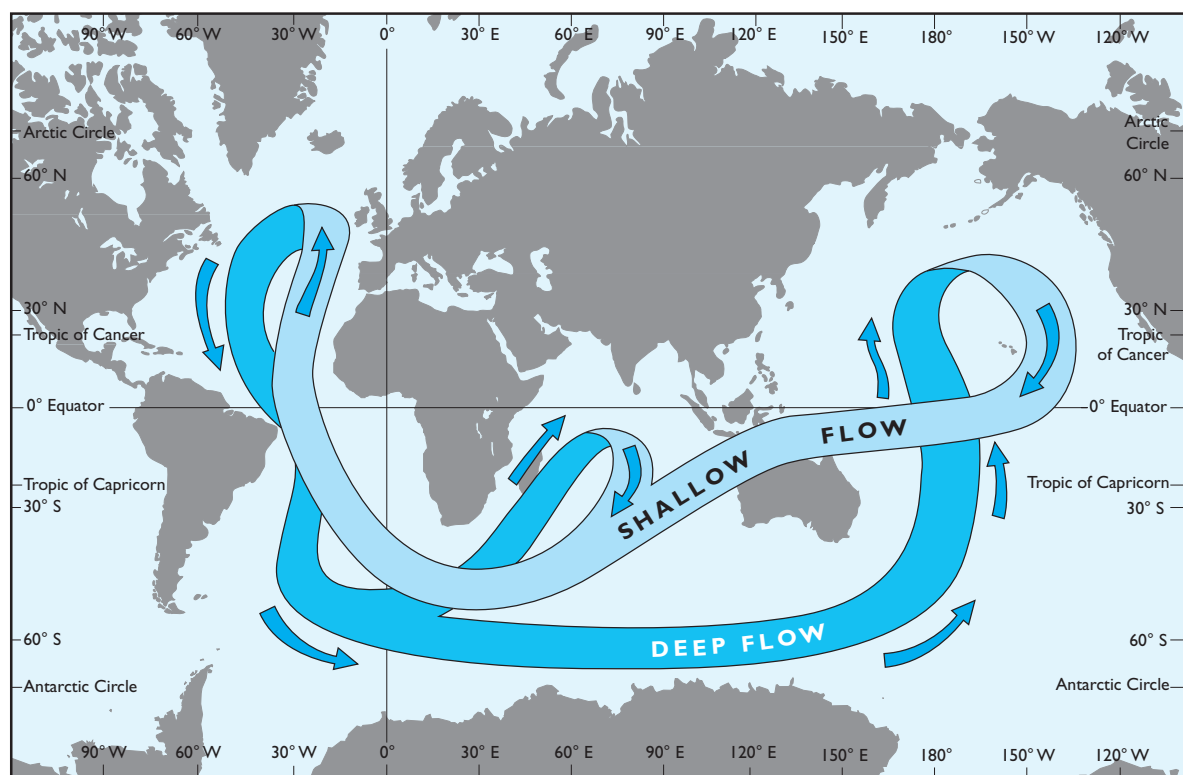 90° W 60° W 30° W 0° 30° E 60° E 90° E 120° E 150° E 180° 150° W 120° W
Arctic Circle
Arctic
Circle
60° N
60° N
30° N
30° N
Tropic of Cancer
Tropic
of Cancer
0° Equator
0° Equator
SHALLOW FLOW
Tropic of Capricorn
Tropic of Capricorn
30° S
30° S
DEEP FLOW
60° S
60° S
Antarctic Circle
Antarctic Circle
90° W 60° W 30° W 0° 30° E 60° E 90° E 120° E 150° E 180° 150° W 120° W